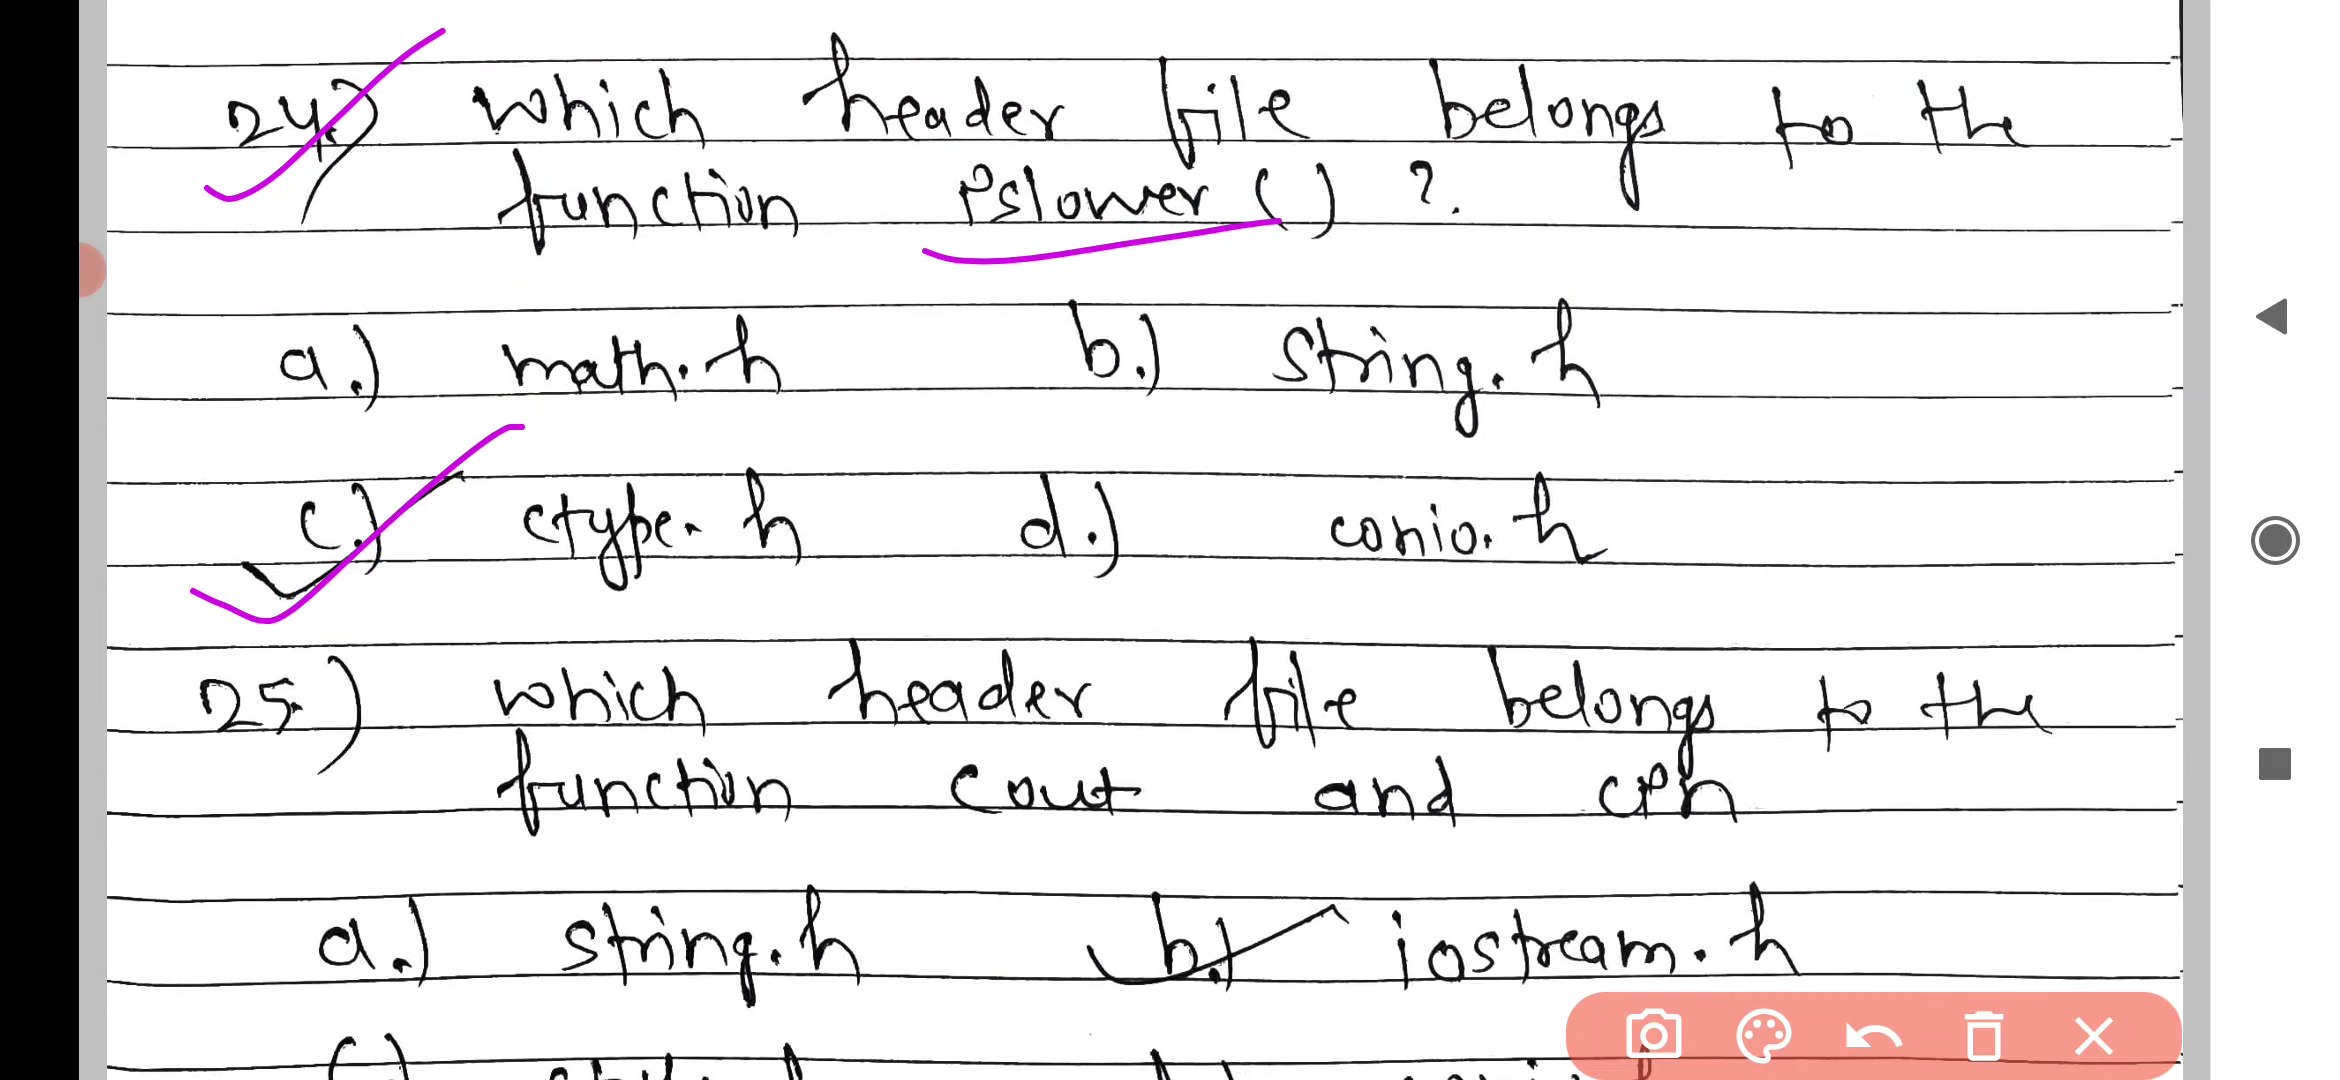 24.) which header file belongs to the
function islower() ?.
a.) math.h b.) string.h
c.) ctype.h d.) conio.h
25.) which header file belongs to the
function cout and cin
a.) string.h b.) iostream.h